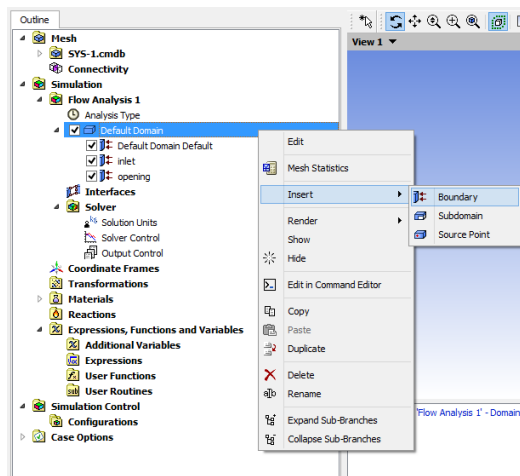 Outline
Mesh
SYS-1.cmdb
Connectivity
Simulation
Flow Analysis 1
Analysis Type
Default Domain
Default Domain Default
inlet
opening
Interfaces
Solver
Solution Units
Solver Control
Output Control
Coordinate Frames
Transformations
Materials
Reactions
Expressions, Functions and Variables
Additional Variables
Expressions
User Functions
User Routines
Simulation Control
Configurations
Case Options
View 1
Edit
Mesh Statistics
Insert
Render
Show
Hide
Edit in Command Editor
Copy
Paste
Duplicate
Delete
Rename
Expand Sub-Branches
Collapse Sub-Branches
Boundary
Subdomain
Source Point
'Flow Analysis 1' - Domain